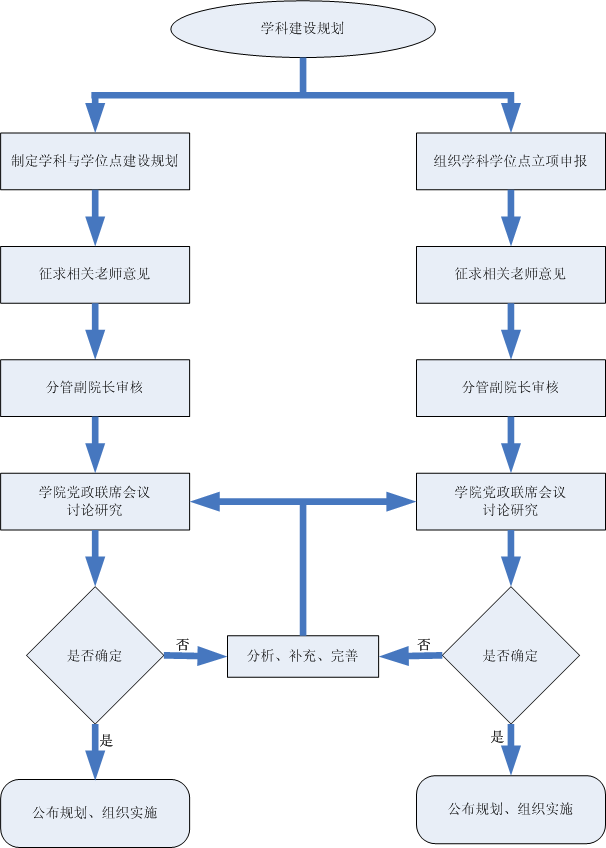 学科建设规划
制定学科与学位点建设规划
组织学科学位点立项申报
征求相关老师意见
征求相关老师意见
分管副院长审核
分管副院长审核
学院党政联席会议
讨论研究
学院党政联席会议
讨论研究
是否确定
否
分析、补充、完善
否
是否确定
是
是
公布规划、组织实施
公布规划、组织实施